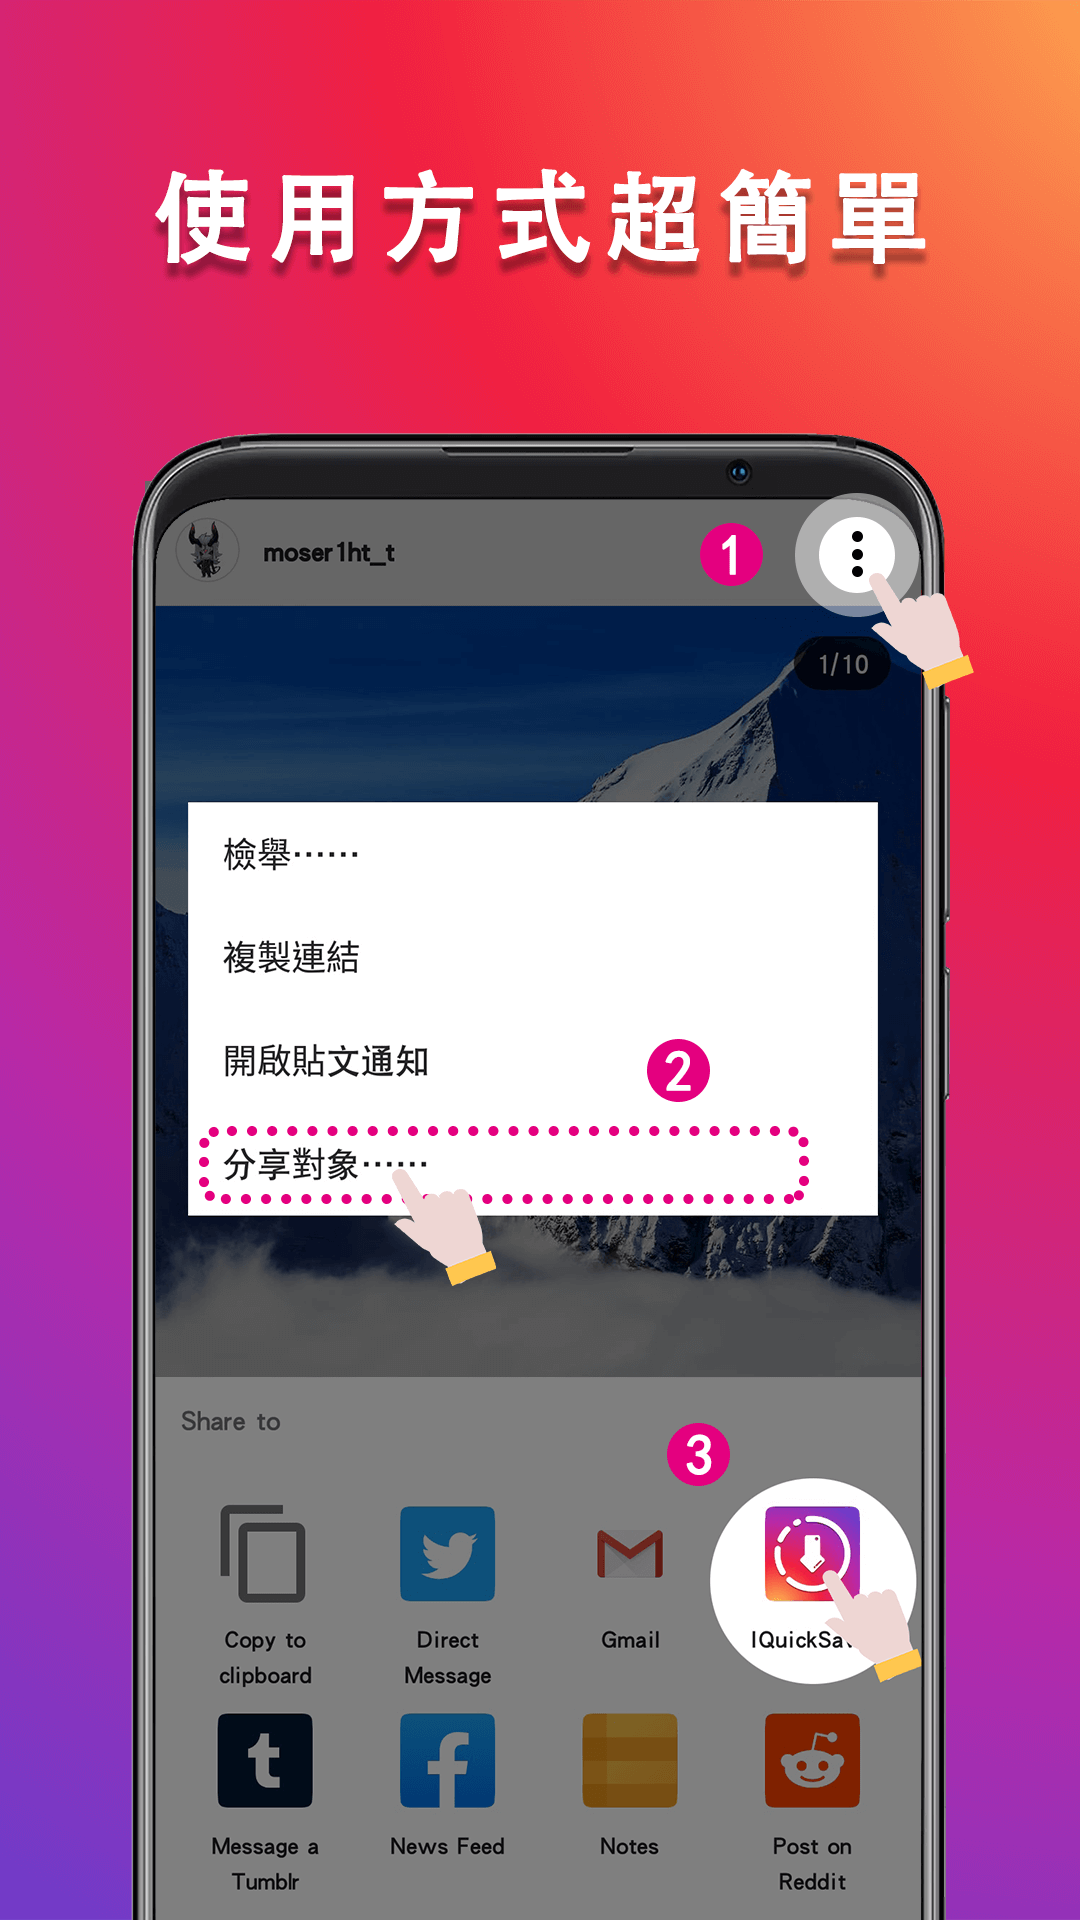 使用方式超簡單
moser1ht_t
1
1/10
檢舉⋯⋯
複製連結
開啟貼文通知
2
分享對象⋯⋯
Share to
3
Copy to
clipboard
Direct
Message
Gmail
Message a
Tumblr
News Feed
Notes
Post on
Reddit